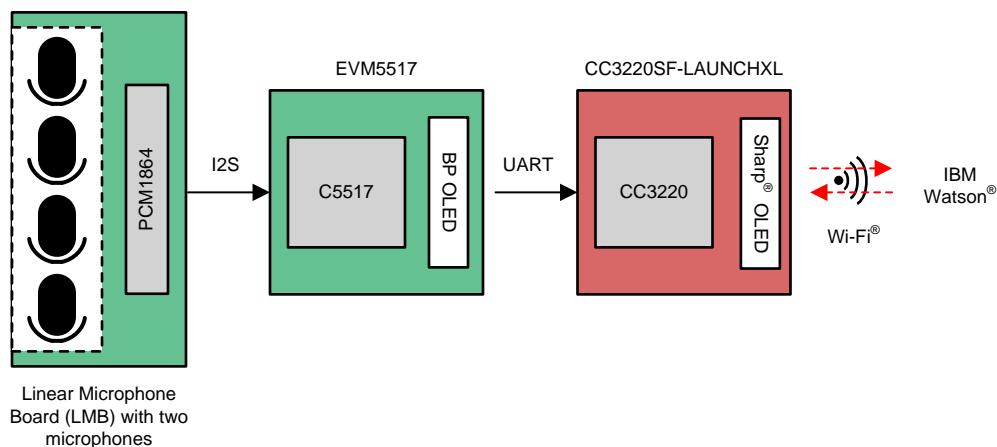 EVM5517
CC3220SF-LAUNCHXL
PCM1864
I2S
C5517
BP OLED
UART
CC3220
Sharp® OLED
Wi-Fi®
IBM
Watson®
Linear Microphone
Board (LMB) with two
microphones